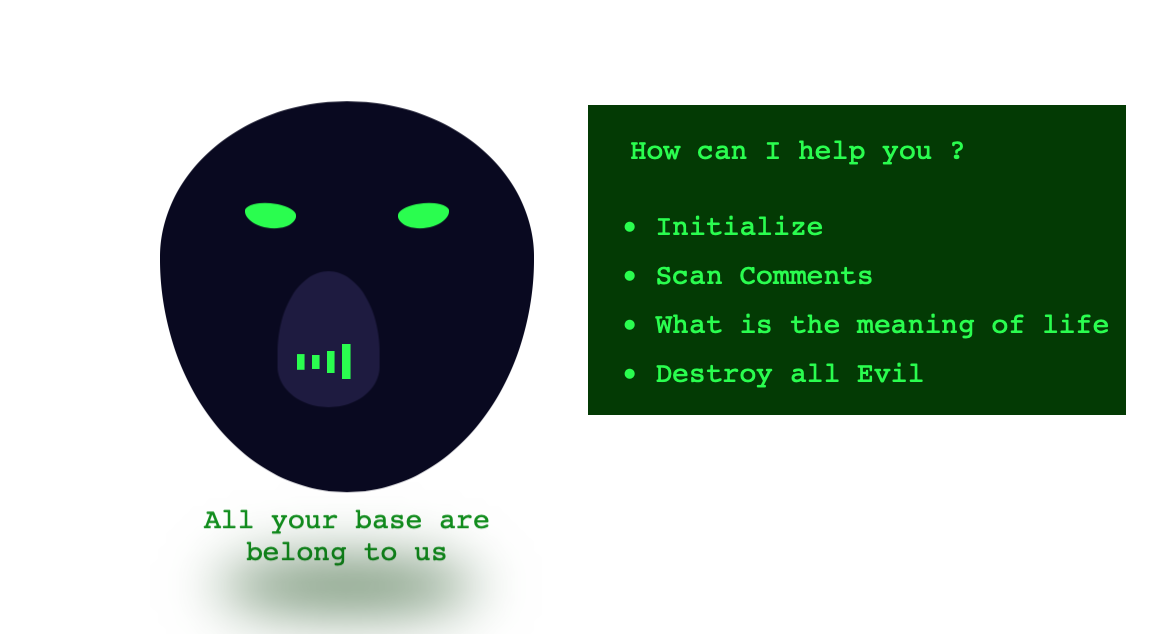 How can I help you ?
• Initialize
• Scan Comments
• What is the meaning of life
• Destroy all Evil
All your base are
belong to us